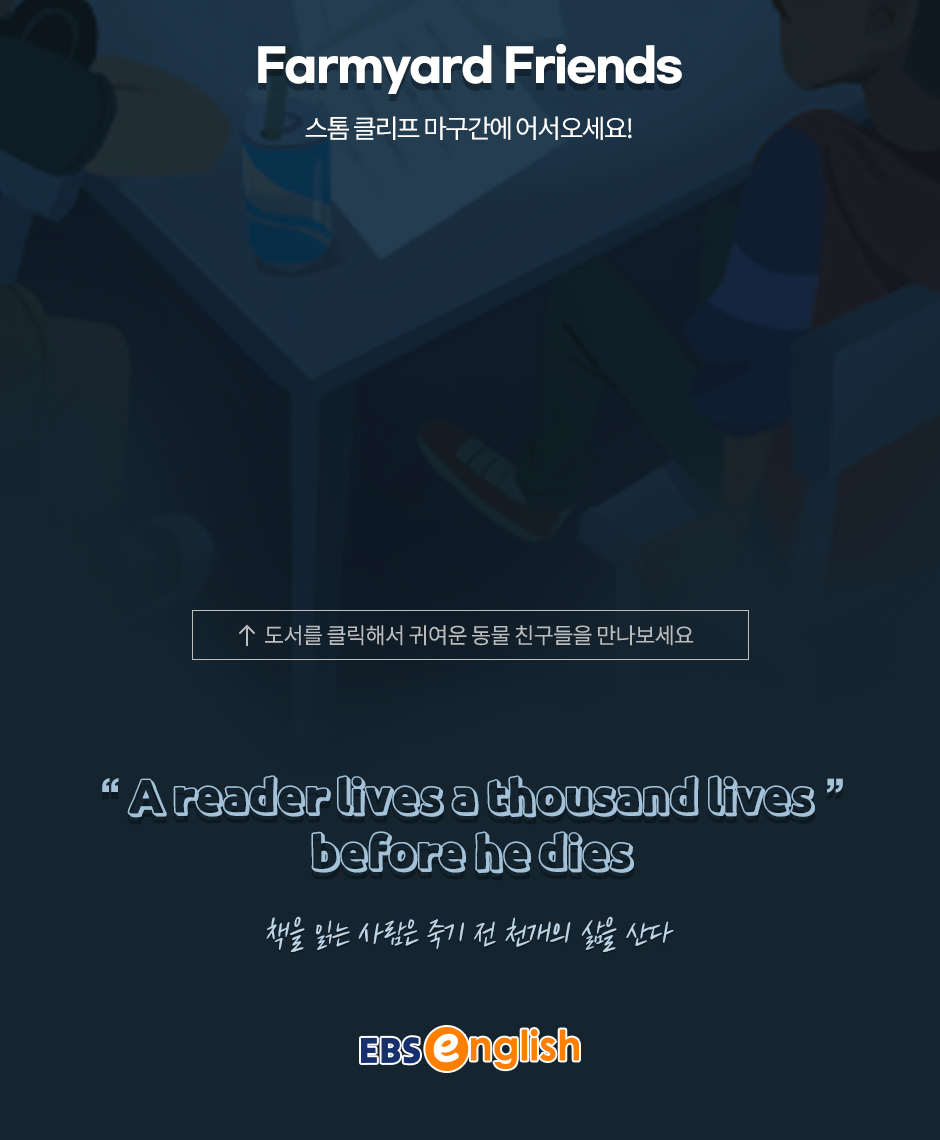 Farmyard Friends
스톰 클리프 마구간에 어서오세요!
↑ 도서를 클릭해서 귀여운 동물 친구들을 만나보세요
“ A reader lives a thousand lives ”
before he dies
책을 읽는 사람은 죽기 전 천개의 삶을 산다
EBS english